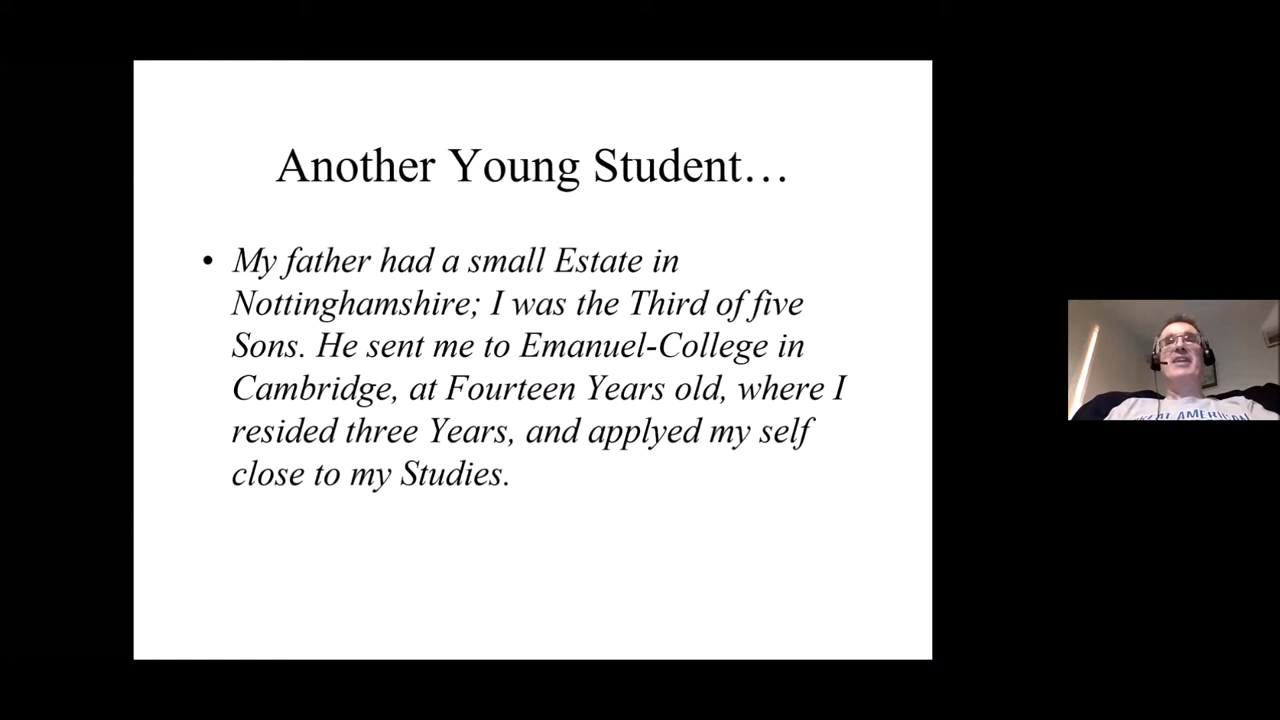 Another Young Student…
• My father had a small Estate in
Nottinghamshire; I was the Third of five
Sons. He sent me to Emanuel-College in
Cambridge, at Fourteen Years old, where I
resided three Years, and applyed my self
close to my Studies.
AMERICAN